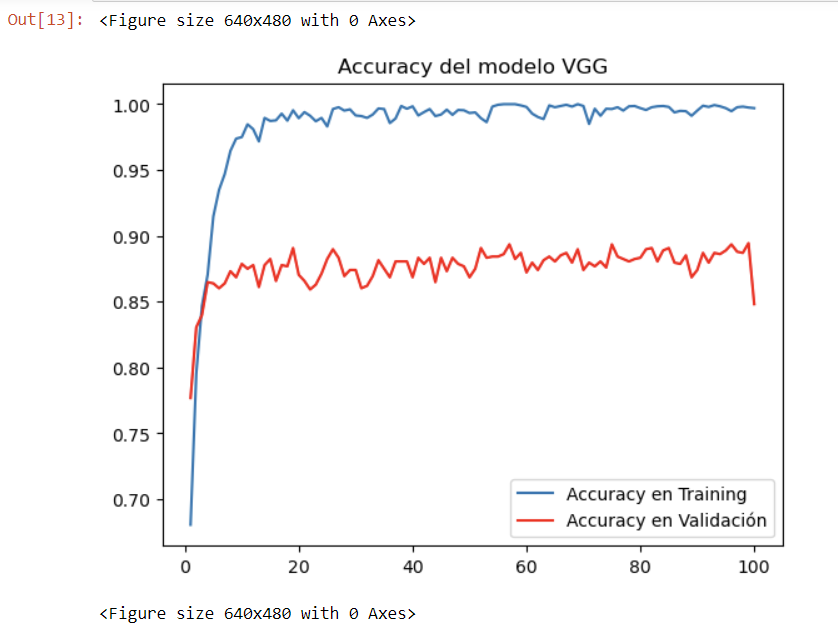 Out[13]: <Figure size 640x480 with 0 Axes>
Accuracy del modelo VGG
1.00
0.95
0.90
0.85
0.80
0.75
0.70
Accuracy en Training
Accuracy en Validación
0 20 40 60 80 100
<Figure size 640x480 with 0 Axes>